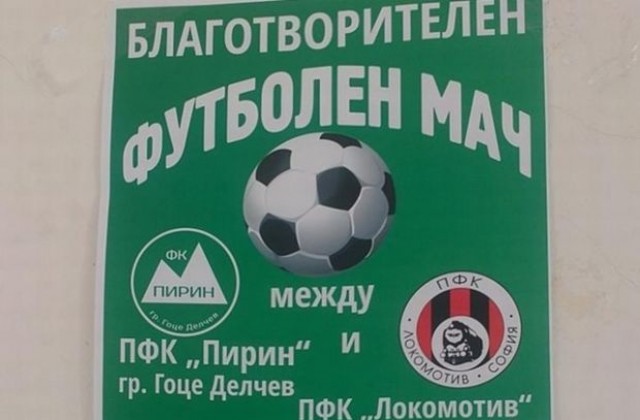 БЛАГОТВОРИТЕЛЕН
ФУТБОЛЕН МАЧ
ФК
ПИРИН
гр. Гоце Делчев
между
ПФК
ЛОКОМОТИВ · СОФИЯ
ПФК „Пирин“ и
гр. Гоце Делчев
ПФК „Локомотив“